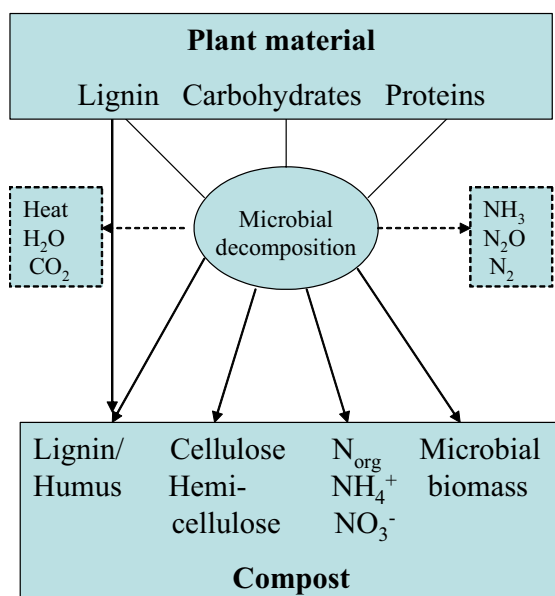 Plant material
Lignin Carbohydrates Proteins
Heat
H₂O
CO₂
Microbial
decomposition
NH₃
N₂O
N₂
Lignin/
Humus
Cellulose
Hemi-
cellulose
N_org
NH₄⁺
NO₃⁻
Microbial
biomass
Compost